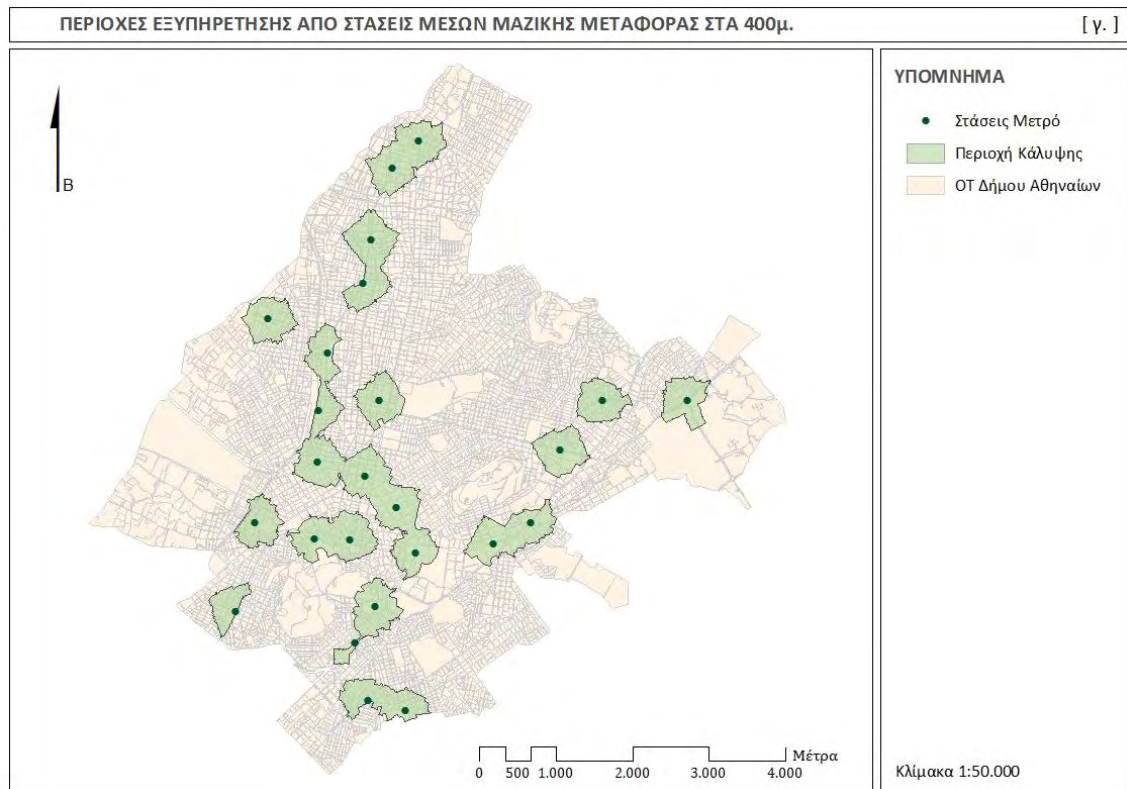 ΠΕΡΙΟΧΕΣ ΕΞΥΠΗΡΕΤΗΣΗΣ ΑΠΟ ΣΤΑΣΕΙΣ ΜΕΣΩΝ ΜΑΖΙΚΗΣ ΜΕΤΑΦΟΡΑΣ ΣΤΑ 400μ. [ γ. ]
ΥΠΟΜΝΗΜΑ
Στάσεις Μετρό
Περιοχή Κάλυψης
ΟΤ Δήμου Αθηναίων
Β
Μέτρα
0 500 1.000 2.000 3.000 4.000
Κλίμακα 1:50.000